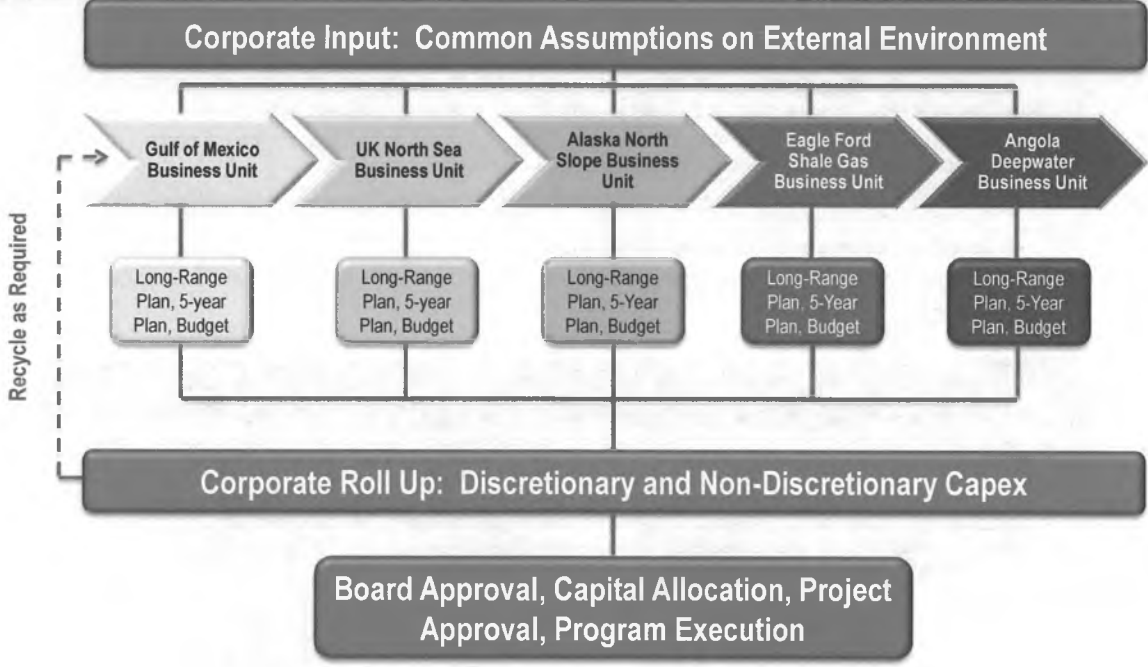 Corporate Input: Common Assumptions on External Environment
Gulf of Mexico
Business Unit
UK North Sea
Business Unit
Alaska North
Slope Business
Unit
Eagle Ford
Shale Gas
Business Unit
Angola
Deepwater
Business Unit
Recycle as Required
Long-Range
Plan, 5-year
Plan, Budget
Long-Range
Plan, 5-year
Plan, Budget
Long-Range
Plan, 5-Year
Plan, Budget
Long-Range
Plan, 5-Year
Plan, Budget
Long-Range
Plan, 5-Year
Plan, Budget
Corporate Roll Up: Discretionary and Non-Discretionary Capex
Board Approval, Capital Allocation, Project
Approval, Program Execution